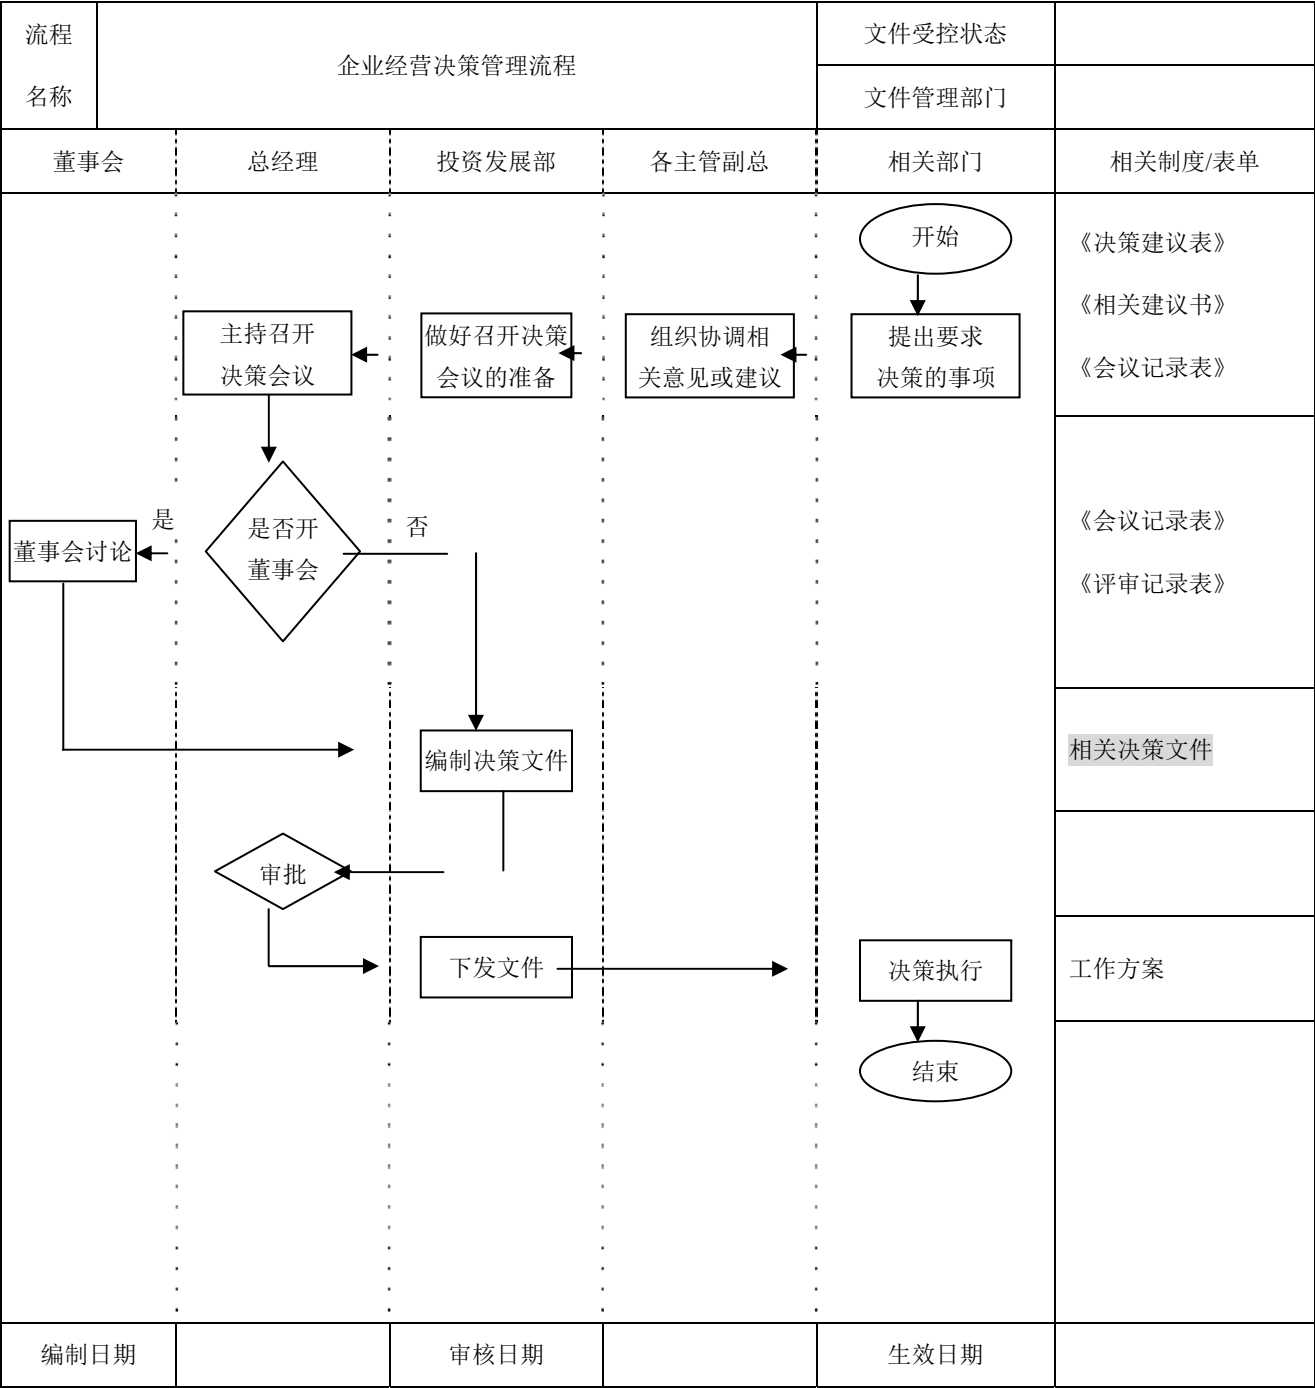 流程
名称
企业经营决策管理流程
文件受控状态
文件管理部门
董事会
总经理
投资发展部
各主管副总
相关部门
相关制度/表单
开始
《决策建议表》
《相关建议书》
《会议记录表》
主持召开
决策会议
做好召开决策
会议的准备
组织协调相
关意见或建议
提出要求
决策的事项
是
董事会讨论
是否开
董事会
否
《会议记录表》
《评审记录表》
编制决策文件
相关决策文件
审批
下发文件
决策执行
工作方案
结束
编制日期
审核日期
生效日期